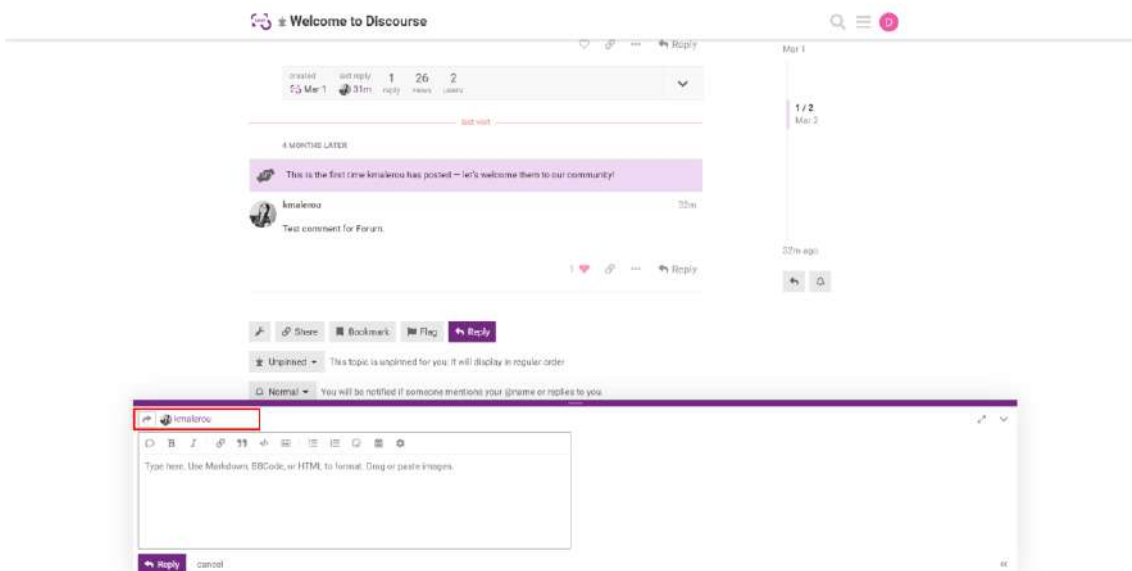 Welcome to Discourse
D
Reply
Mar 1
created
last reply
1
26
2
Mar 1
31m
reply
views
users
1 / 2
Mar 2
last visit
4 MONTHS LATER
This is the first time kmalerou has posted — let's welcome them to our community!
kmalerou
32m
Test comment for Forum.
32m ago
1
Reply
Share
Bookmark
Flag
Reply
Unpinned
This topic is unpinned for you; it will display in regular order
Normal
You will be notified if someone mentions your @name or replies to you.
kmalerou
B I
Type here. Use Markdown, BBCode, or HTML to format. Drag or paste images.
Reply
cancel